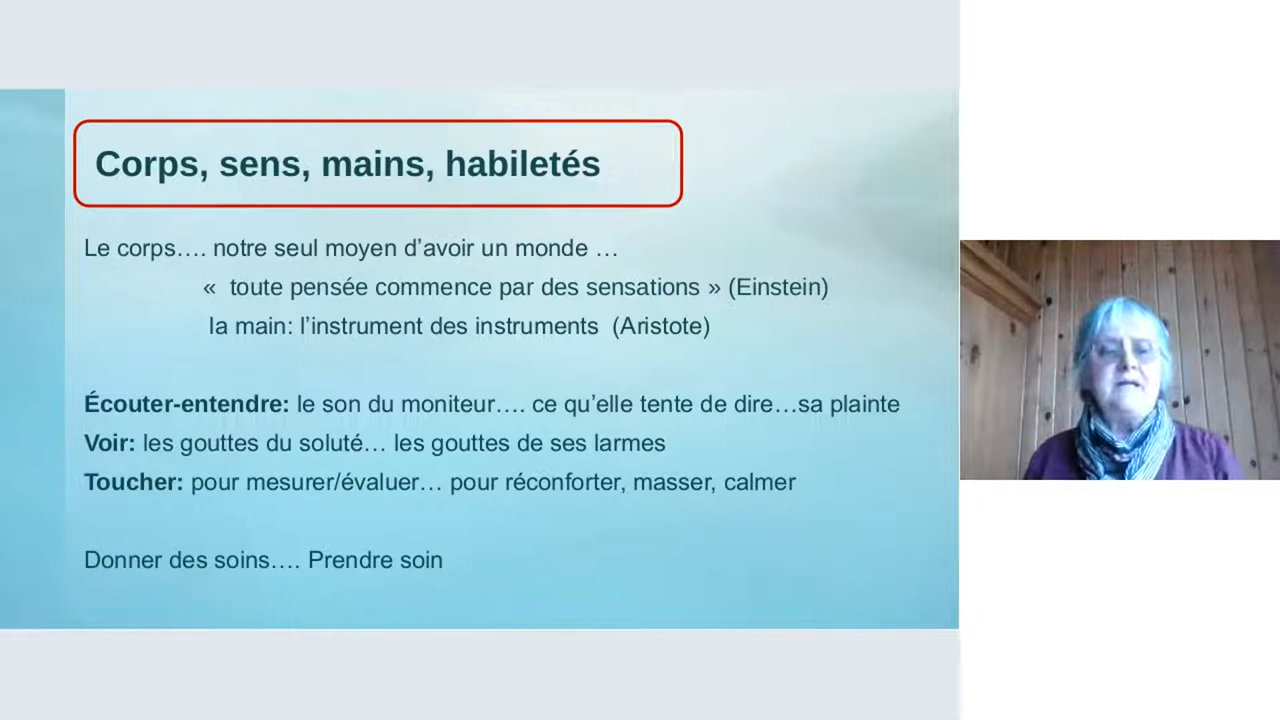 Corps, sens, mains, habiletés
Le corps…. notre seul moyen d’avoir un monde …
«  toute pensée commence par des sensations » (Einstein)
la main: l’instrument des instruments  (Aristote)
Écouter-entendre: le son du moniteur…. ce qu’elle tente de dire…sa plainte
Voir: les gouttes du soluté… les gouttes de ses larmes
Toucher: pour mesurer/évaluer… pour réconforter, masser, calmer
Donner des soins…. Prendre soin